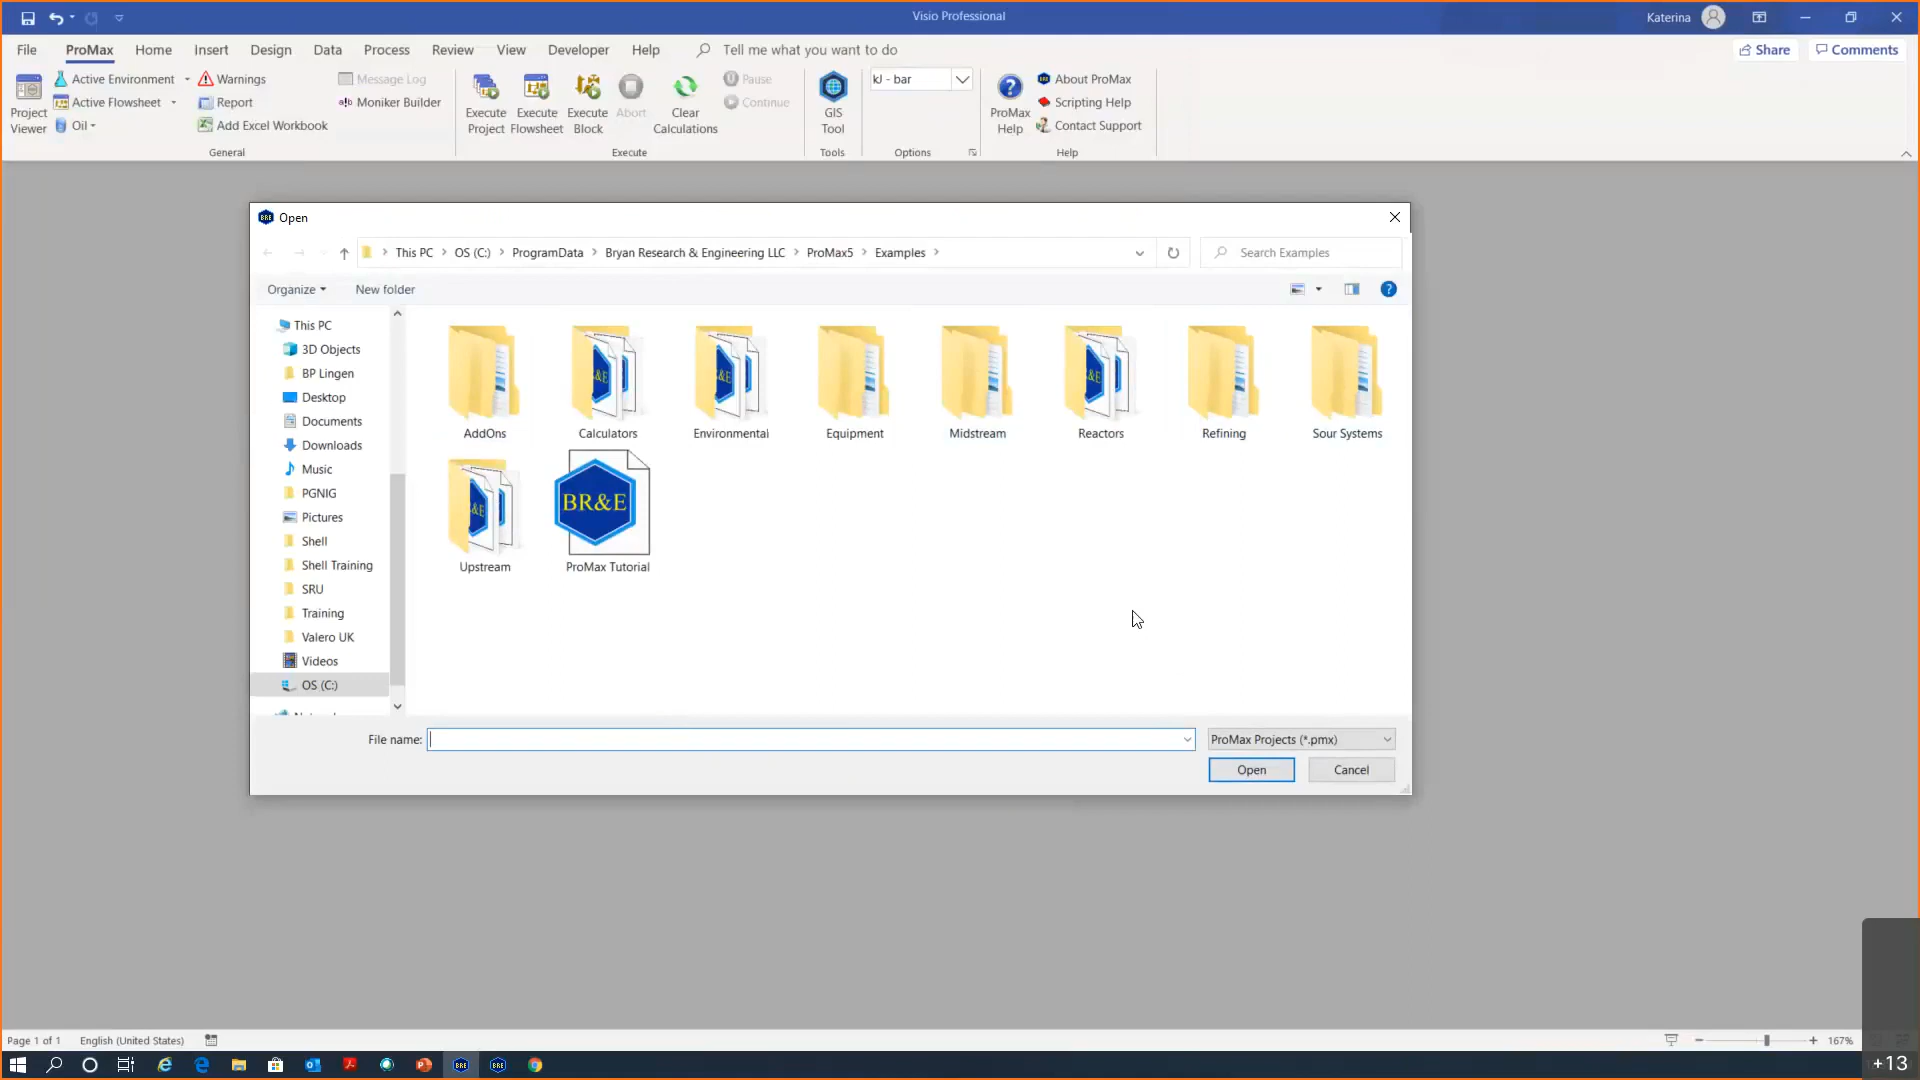 Visio Professional
Katerina
File ProMax Home Insert Design Data Process Review View Developer Help Tell me what you want to do
Share Comments
Project Viewer
Active Environment
Active Flowsheet
Oil
Warnings
Report
Add Excel Workbook
Message Log
Moniker Builder
General
Execute Project
Execute Flowsheet
Execute Block
Abort
Clear Calculations
Pause
Continue
Execute
GIS Tool
Tools
kJ - bar
Options
ProMax Help
About ProMax
Scripting Help
Contact Support
Help
BRE Open
This PC OS (C:) ProgramData Bryan Research & Engineering LLC ProMax5 Examples
Search Examples
Organize New folder
This PC
3D Objects
BP Lingen
Desktop
Documents
Downloads
Music
PGNIG
Pictures
Shell
Shell Training
SRU
Training
Valero UK
Videos
OS (C:)
AddOns Calculators Environmental Equipment Midstream Reactors Refining Sour Systems
BR&E
Upstream ProMax Tutorial
File name: ProMax Projects (*.pmx)
Open Cancel
Page 1 of 1 English (United States)
167%
BRE BRE
+13